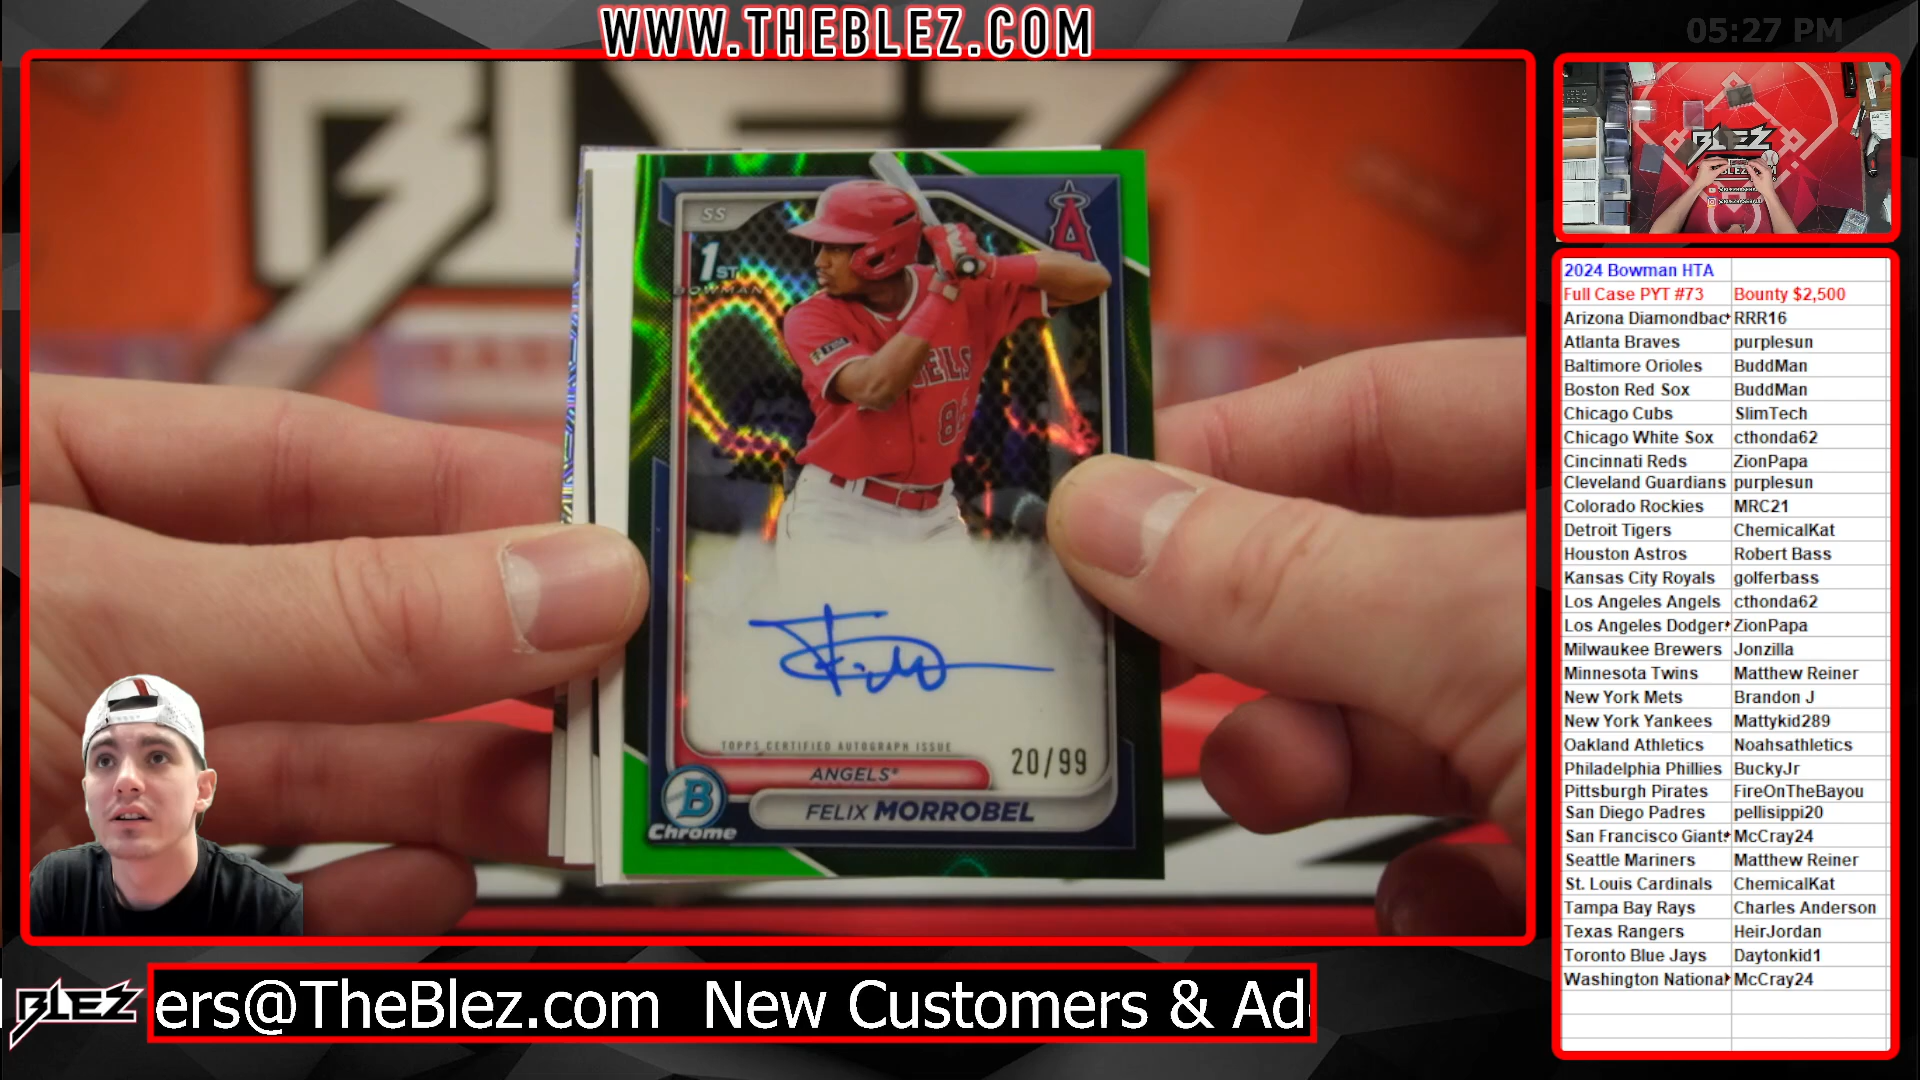 WWW.THEBLEZ.COM
05:27 PM
SS
1ST
BOWMAN
TOPPS CERTIFIED AUTOGRAPH ISSUE
20/99
ANGELS
FELIX MORROBEL
B
Chrome
BLEZ
2024 Bowman HTA
Full Case PYT #73 Bounty $2,500
Arizona Diamondbac RRR16
Atlanta Braves purplesun
Baltimore Orioles BuddMan
Boston Red Sox BuddMan
Chicago Cubs SlimTech
Chicago White Sox cthonda62
Cincinnati Reds ZionPapa
Cleveland Guardians purplesun
Colorado Rockies MRC21
Detroit Tigers ChemicalKat
Houston Astros Robert Bass
Kansas City Royals golferbass
Los Angeles Angels cthonda62
Los Angeles Dodger ZionPapa
Milwaukee Brewers Jonzilla
Minnesota Twins Matthew Reiner
New York Mets Brandon J
New York Yankees Mattykid289
Oakland Athletics Noahsathletics
Philadelphia Phillies BuckyJr
Pittsburgh Pirates FireOnTheBayou
San Diego Padres pellisippi20
San Francisco Giant McCray24
Seattle Mariners Matthew Reiner
St. Louis Cardinals ChemicalKat
Tampa Bay Rays Charles Anderson
Texas Rangers HeirJordan
Toronto Blue Jays Daytonkid1
Washington National McCray24
BLEZ
ers@TheBlez.com New Customers & Ad